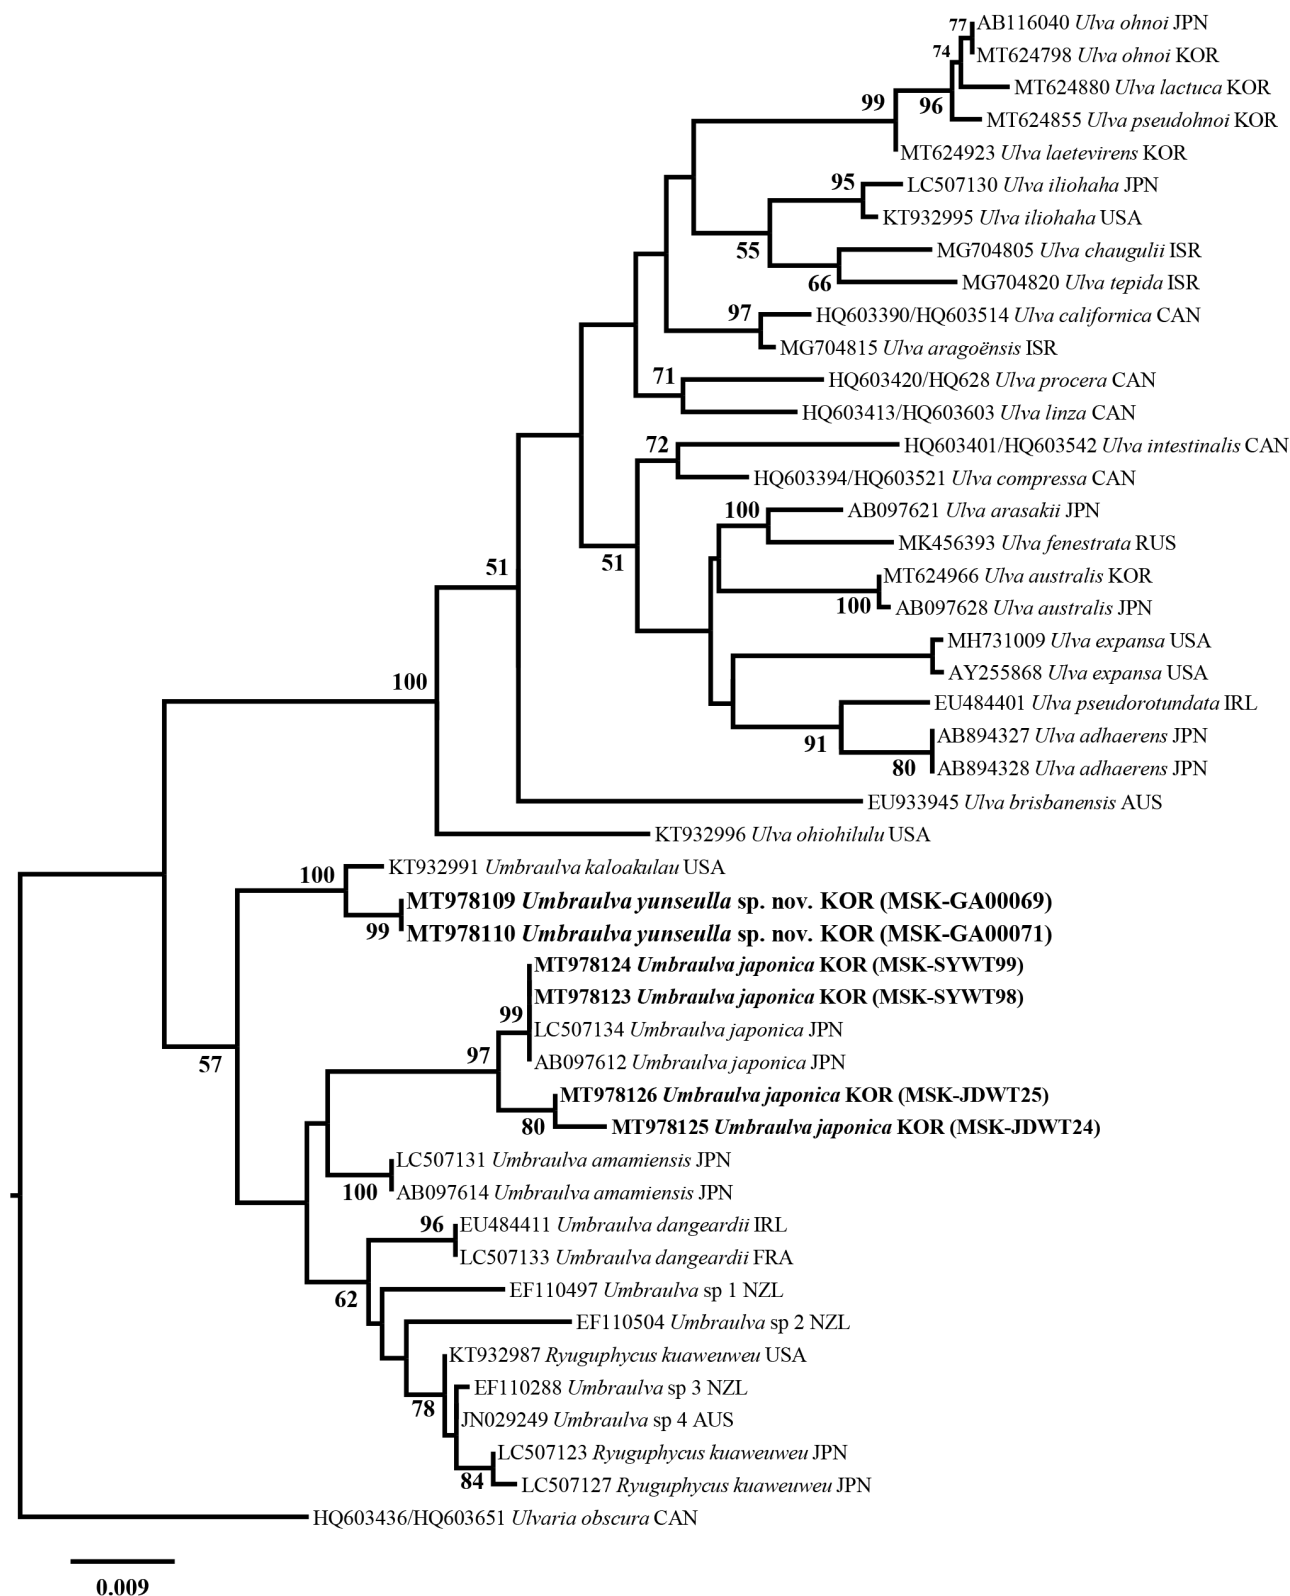 77
AB116040 Ulva ohnoi JPN
74
MT624798 Ulva ohnoi KOR
MT624880 Ulva lactuca KOR
99
96
MT624855 Ulva pseudohnoi KOR
MT624923 Ulva laetevirens KOR
95
LC507130 Ulva iliohaha JPN
KT932995 Ulva iliohaha USA
55
MG704805 Ulva chaugulii ISR
66
MG704820 Ulva tepida ISR
97
HQ603390/HQ603514 Ulva californica CAN
MG704815 Ulva aragoënsis ISR
71
HQ603420/HQ628 Ulva procera CAN
HQ603413/HQ603603 Ulva linza CAN
72
HQ603401/HQ603542 Ulva intestinalis CAN
HQ603394/HQ603521 Ulva compressa CAN
100
AB097621 Ulva arasakii JPN
MK456393 Ulva fenestrata RUS
51
51
MT624966 Ulva australis KOR
100
AB097628 Ulva australis JPN
MH731009 Ulva expansa USA
AY255868 Ulva expansa USA
100
EU484401 Ulva pseudorotundata IRL
91
AB894327 Ulva adhaerens JPN
80
AB894328 Ulva adhaerens JPN
EU933945 Ulva brisbanensis AUS
KT932996 Ulva ohiohilulu USA
100
KT932991 Umbraulva kaloakulau USA
MT978109 Umbraulva yunseulla sp. nov. KOR (MSK-GA00069)
99
MT978110 Umbraulva yunseulla sp. nov. KOR (MSK-GA00071)
MT978124 Umbraulva japonica KOR (MSK-SYWT99)
MT978123 Umbraulva japonica KOR (MSK-SYWT98)
99
LC507134 Umbraulva japonica JPN
97
AB097612 Umbraulva japonica JPN
57
MT978126 Umbraulva japonica KOR (MSK-JDWT25)
80
MT978125 Umbraulva japonica KOR (MSK-JDWT24)
LC507131 Umbraulva amamiensis JPN
100
AB097614 Umbraulva amamiensis JPN
96
EU484411 Umbraulva dangeardii IRL
LC507133 Umbraulva dangeardii FRA
62
EF110497 Umbraulva sp 1 NZL
EF110504 Umbraulva sp 2 NZL
KT932987 Ryuguphycus kuaweuweu USA
EF110288 Umbraulva sp 3 NZL
78
JN029249 Umbraulva sp 4 AUS
LC507123 Ryuguphycus kuaweuweu JPN
84
LC507127 Ryuguphycus kuaweuweu JPN
HQ603436/HQ603651 Ulvaria obscura CAN
0.009